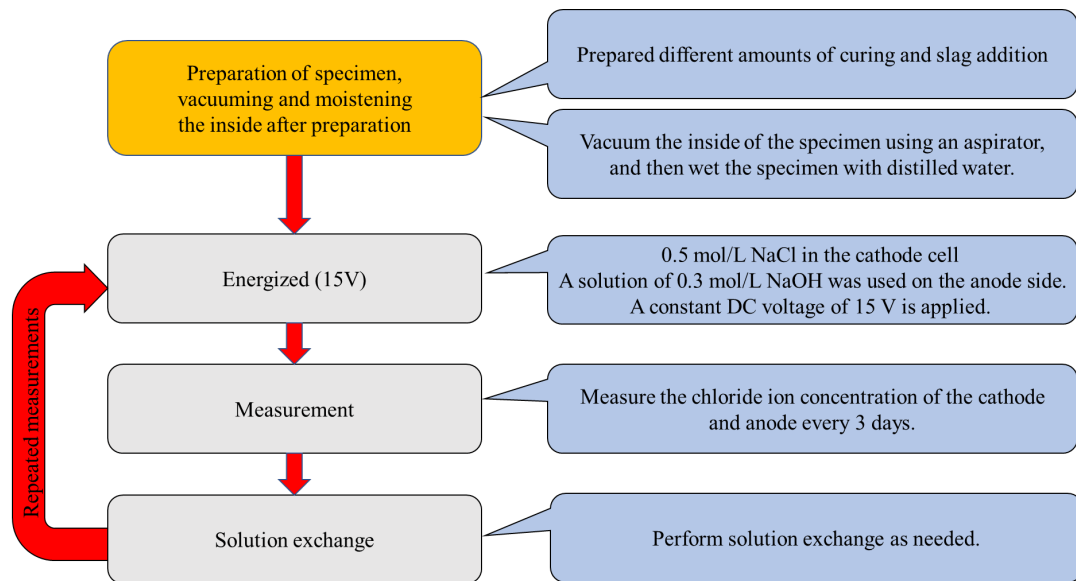 Preparation of specimen,
vacuuming and moistening
the inside after preparation
Prepared different amounts of curing and slag addition
Vacuum the inside of the specimen using an aspirator,
and then wet the specimen with distilled water.
Energized (15V)
0.5 mol/L NaCl in the cathode cell
A solution of 0.3 mol/L NaOH was used on the anode side.
A constant DC voltage of 15 V is applied.
Measurement
Measure the chloride ion concentration of the cathode
and anode every 3 days.
Solution exchange
Perform solution exchange as needed.
Repeated measurements